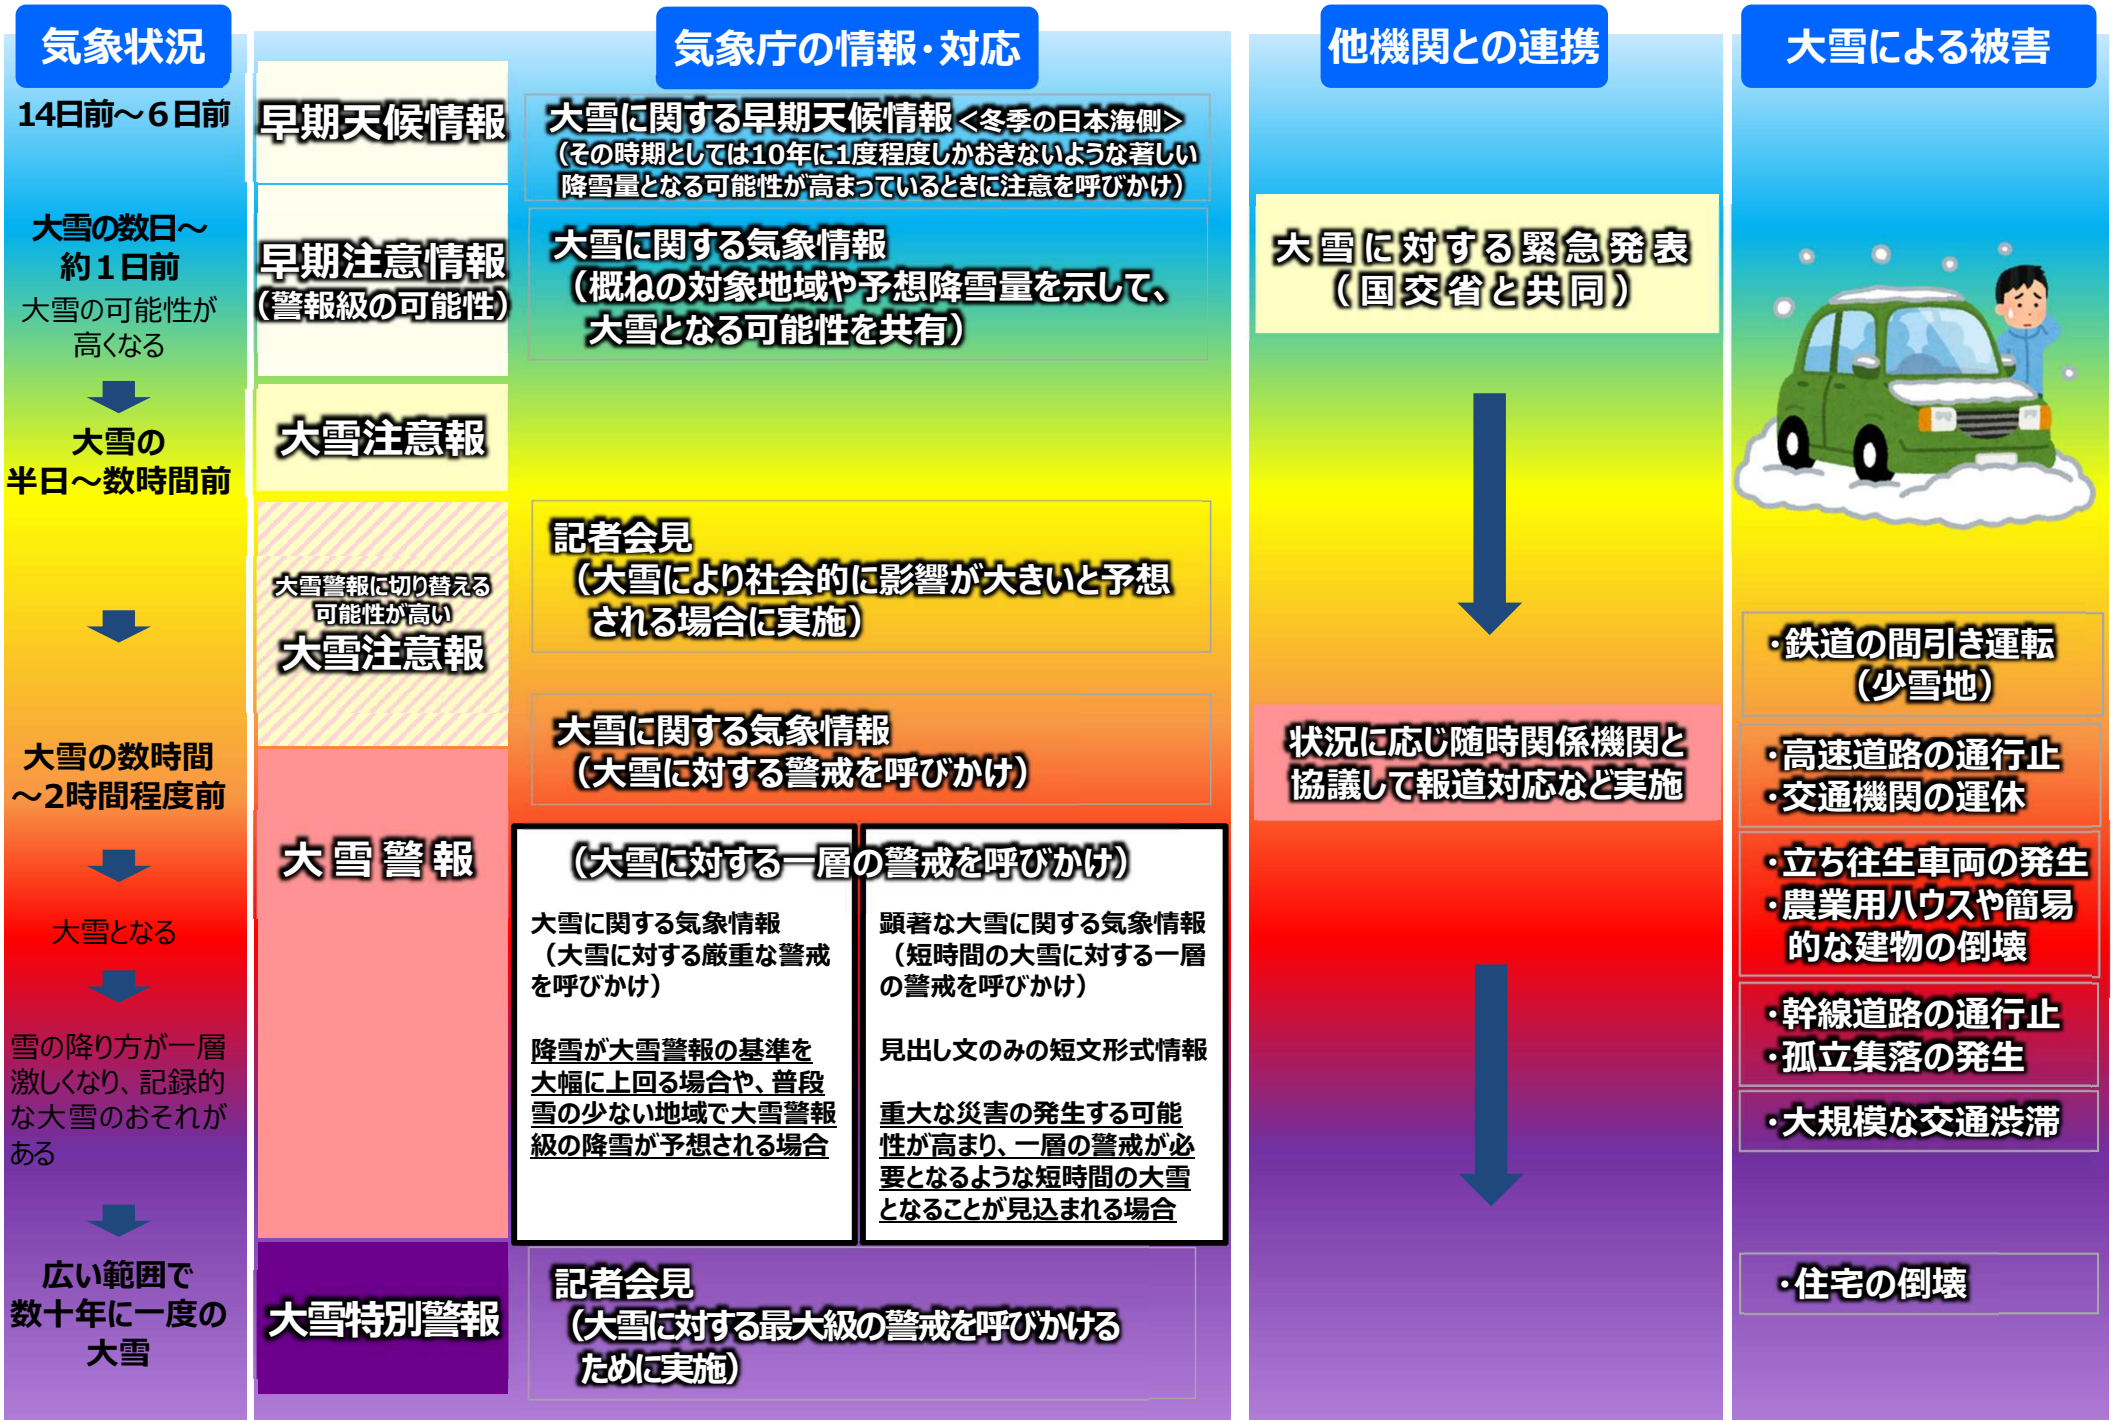 気象状況
14日前～6日前
大雪の数日～
約1日前
大雪の可能性が
高くなる
大雪の
半日～数時間前
大雪の数時間
～2時間程度前
大雪となる
雪の降り方が一層
激しくなり、記録的
な大雪のおそれが
ある
広い範囲で
数十年に一度の
大雪
気象庁の情報・対応
早期天候情報
早期注意情報
（警報級の可能性）
大雪注意報
大雪警報に切り替える
可能性が高い
大雪注意報
大雪警報
大雪特別警報
大雪に関する早期天候情報＜冬季の日本海側＞
（その時期としては10年に1度程度しかおきないような著しい
降雪量となる可能性が高まっているときに注意を呼びかけ）
大雪に関する気象情報
（概ねの対象地域や予想降雪量を示して、
大雪となる可能性を共有）
記者会見
（大雪により社会的に影響が大きいと予想
される場合に実施）
大雪に関する気象情報
（大雪に対する警戒を呼びかけ）
（大雪に対する一層の警戒を呼びかけ）
大雪に関する気象情報
（大雪に対する厳重な警戒
を呼びかけ）
降雪が大雪警報の基準を
大幅に上回る場合や、普段
雪の少ない地域で大雪警報
級の降雪が予想される場合
顕著な大雪に関する気象情報
（短時間の大雪に対する一層
の警戒を呼びかけ）
見出し文のみの短文形式情報
重大な災害の発生する可能
性が高まり、一層の警戒が必
要となるような短時間の大雪
となることが見込まれる場合
記者会見
（大雪に対する最大級の警戒を呼びかける
ために実施）
他機関との連携
大雪に対する緊急発表
（国交省と共同）
状況に応じ随時関係機関と
協議して報道対応など実施
大雪による被害
・鉄道の間引き運転
（少雪地）
・高速道路の通行止
・交通機関の運休
・立ち往生車両の発生
・農業用ハウスや簡易
的な建物の倒壊
・幹線道路の通行止
・孤立集落の発生
・大規模な交通渋滞
・住宅の倒壊